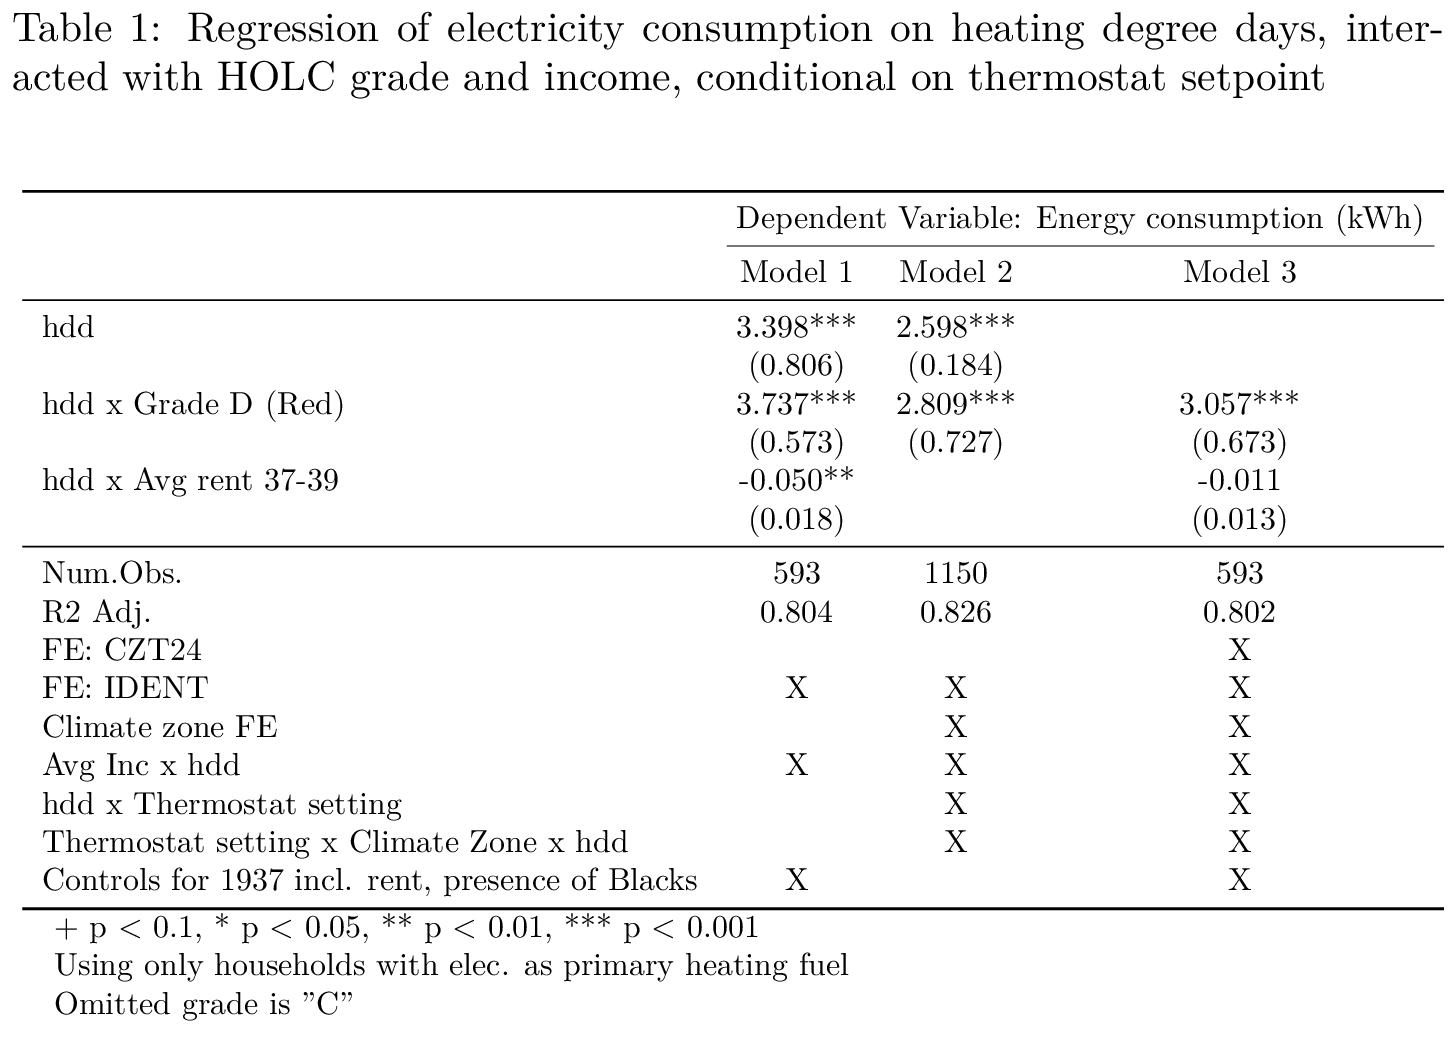 Table 1: Regression of electricity consumption on heating degree days, inter-
acted with HOLC grade and income, conditional on thermostat setpoint
Dependent Variable: Energy consumption (kWh)
Model 1 Model 2 Model 3
hdd 3.398*** 2.598***
(0.806) (0.184)
hdd x Grade D (Red) 3.737*** 2.809*** 3.057***
(0.573) (0.727) (0.673)
hdd x Avg rent 37-39 -0.050** -0.011
(0.018) (0.013)
Num.Obs. 593 1150 593
R2 Adj. 0.804 0.826 0.802
FE: CZT24 X
FE: IDENT X X X
Climate zone FE X X
Avg Inc x hdd X X X
hdd x Thermostat setting X X
Thermostat setting x Climate Zone x hdd X X
Controls for 1937 incl. rent, presence of Blacks X X
+ p < 0.1, * p < 0.05, ** p < 0.01, *** p < 0.001
Using only households with elec. as primary heating fuel
Omitted grade is ”C”